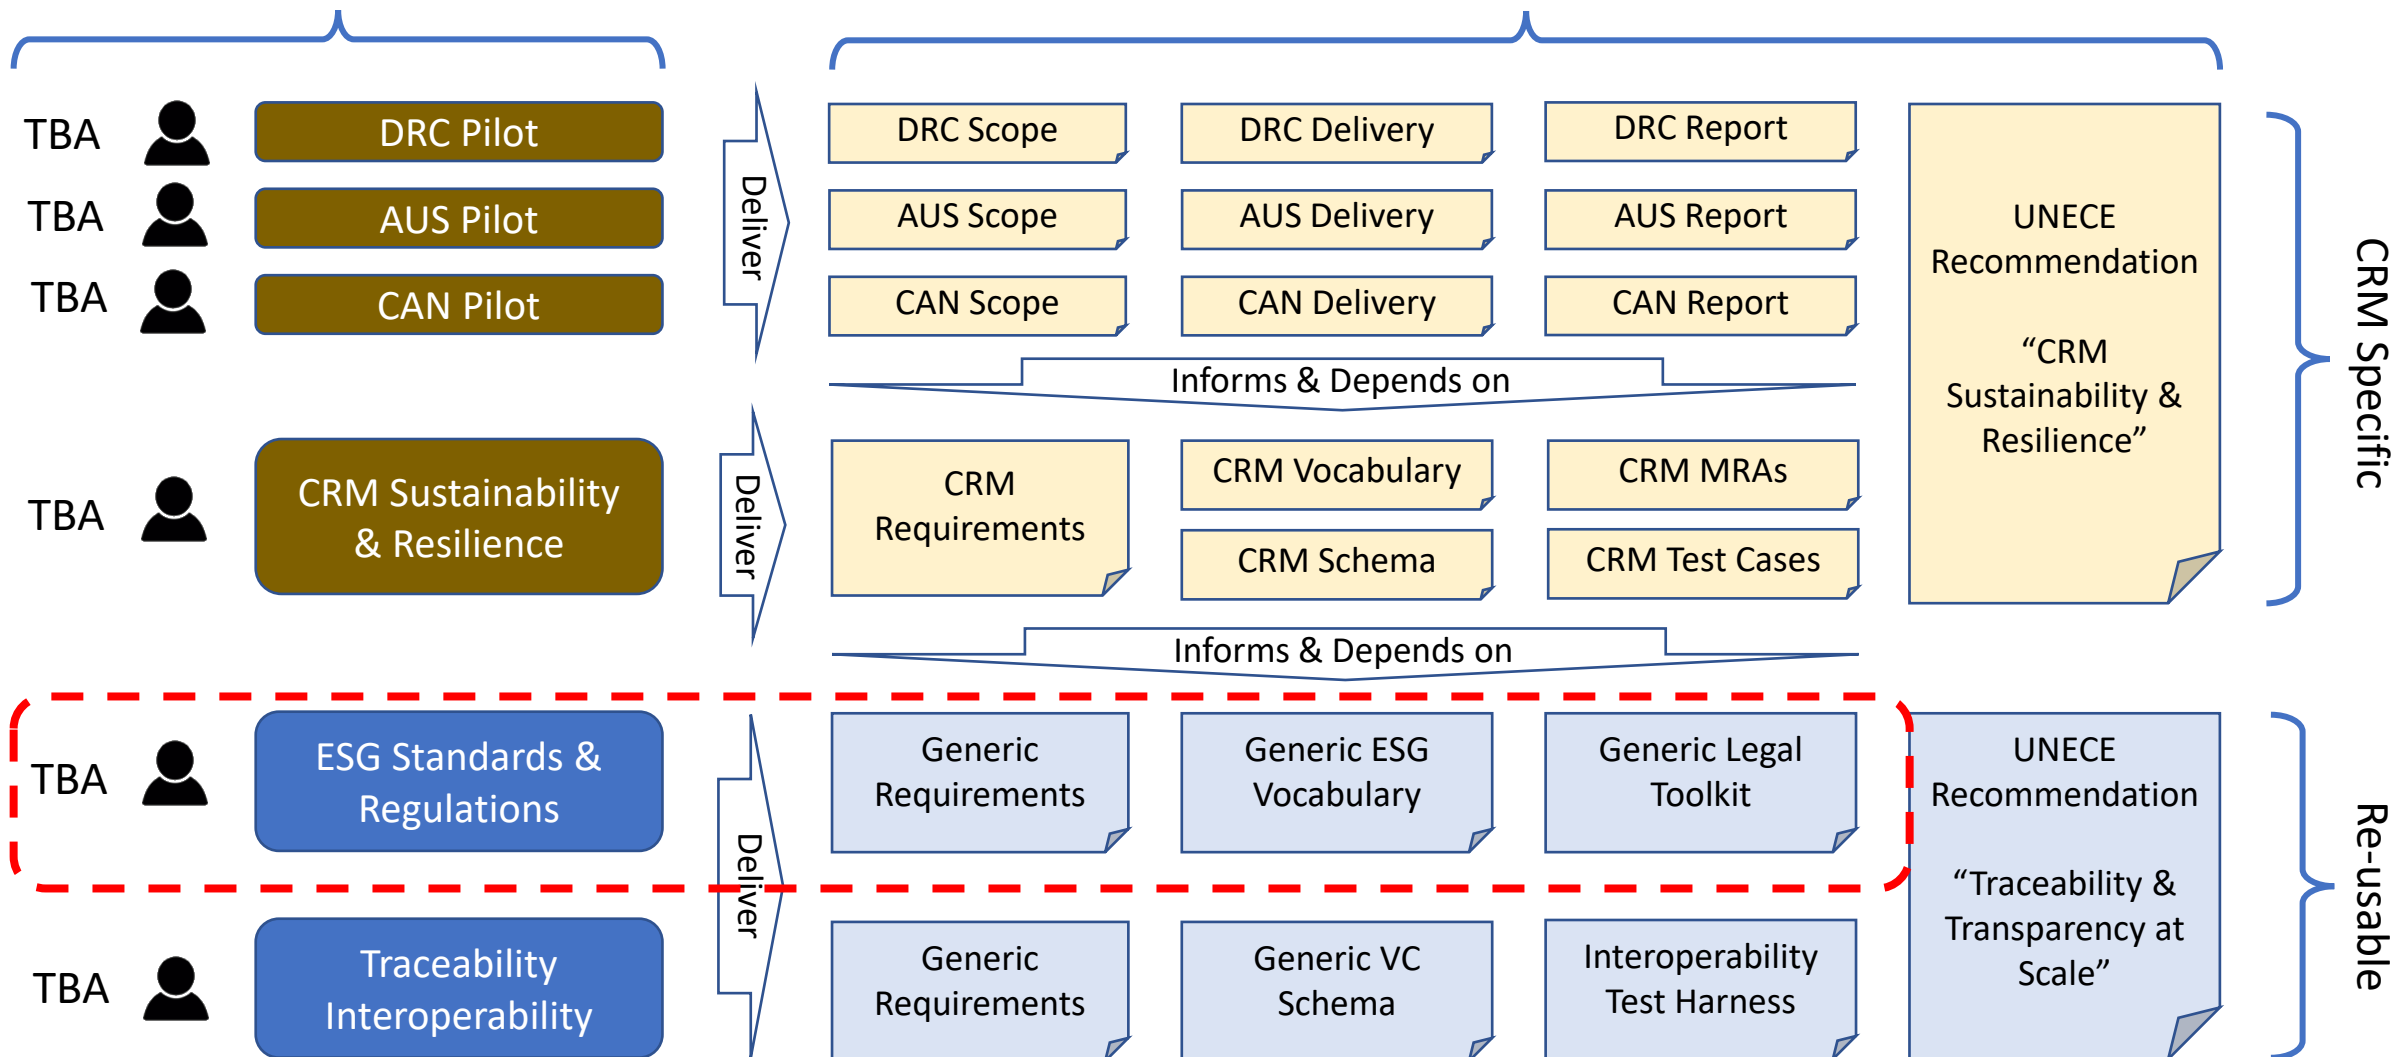 TBA
DRC Pilot
DRC Scope
DRC Delivery
DRC Report
TBA
AUS Pilot
AUS Scope
AUS Delivery
AUS Report
TBA
CAN Pilot
CAN Scope
CAN Delivery
CAN Report
Deliver
UNECE
Recommendation
“CRM
Sustainability &
Resilience”
CRM Specific
Informs & Depends on
TBA
CRM Sustainability
& Resilience
Deliver
CRM
Requirements
CRM Vocabulary
CRM MRAs
CRM Schema
CRM Test Cases
Informs & Depends on
TBA
ESG Standards &
Regulations
Deliver
Generic
Requirements
Generic ESG
Vocabulary
Generic Legal
Toolkit
UNECE
Recommendation
“Traceability &
Transparency at
Scale”
Re-usable
TBA
Traceability
Interoperability
Generic
Requirements
Generic VC
Schema
Interoperability
Test Harness